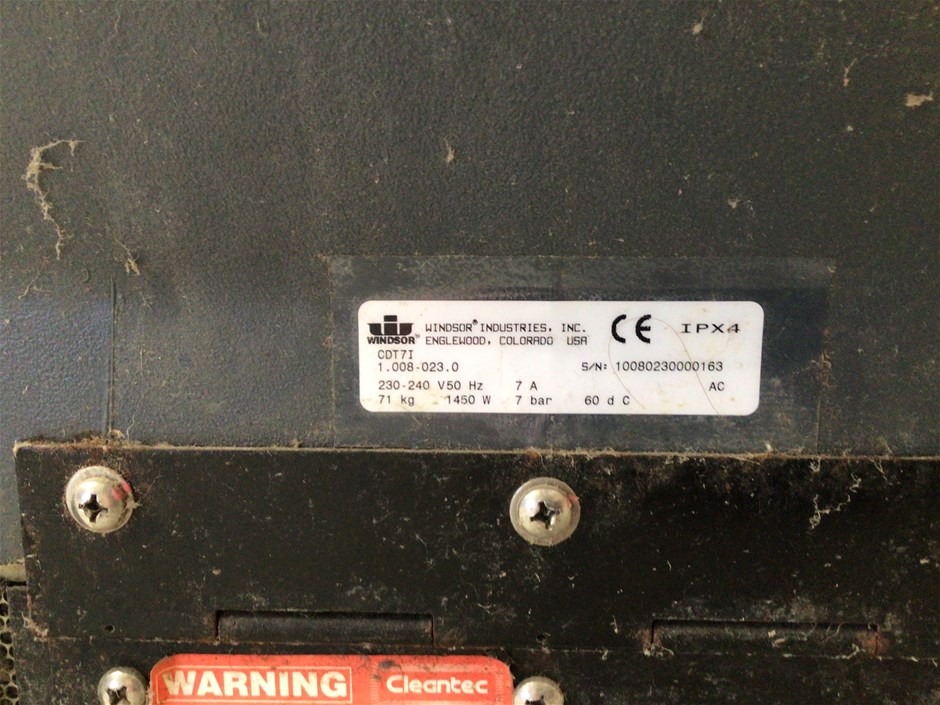 WINDSOR
WINDSOR® INDUSTRIES, INC.
ENGLEWOOD, COLORADO USA
CE IPX4
CDT7I
1.008-023.0 S/N: 10080230000163
230-240 V50 Hz 7 A AC
71 kg 1450 W 7 bar 60 d C
WARNING Cleantec